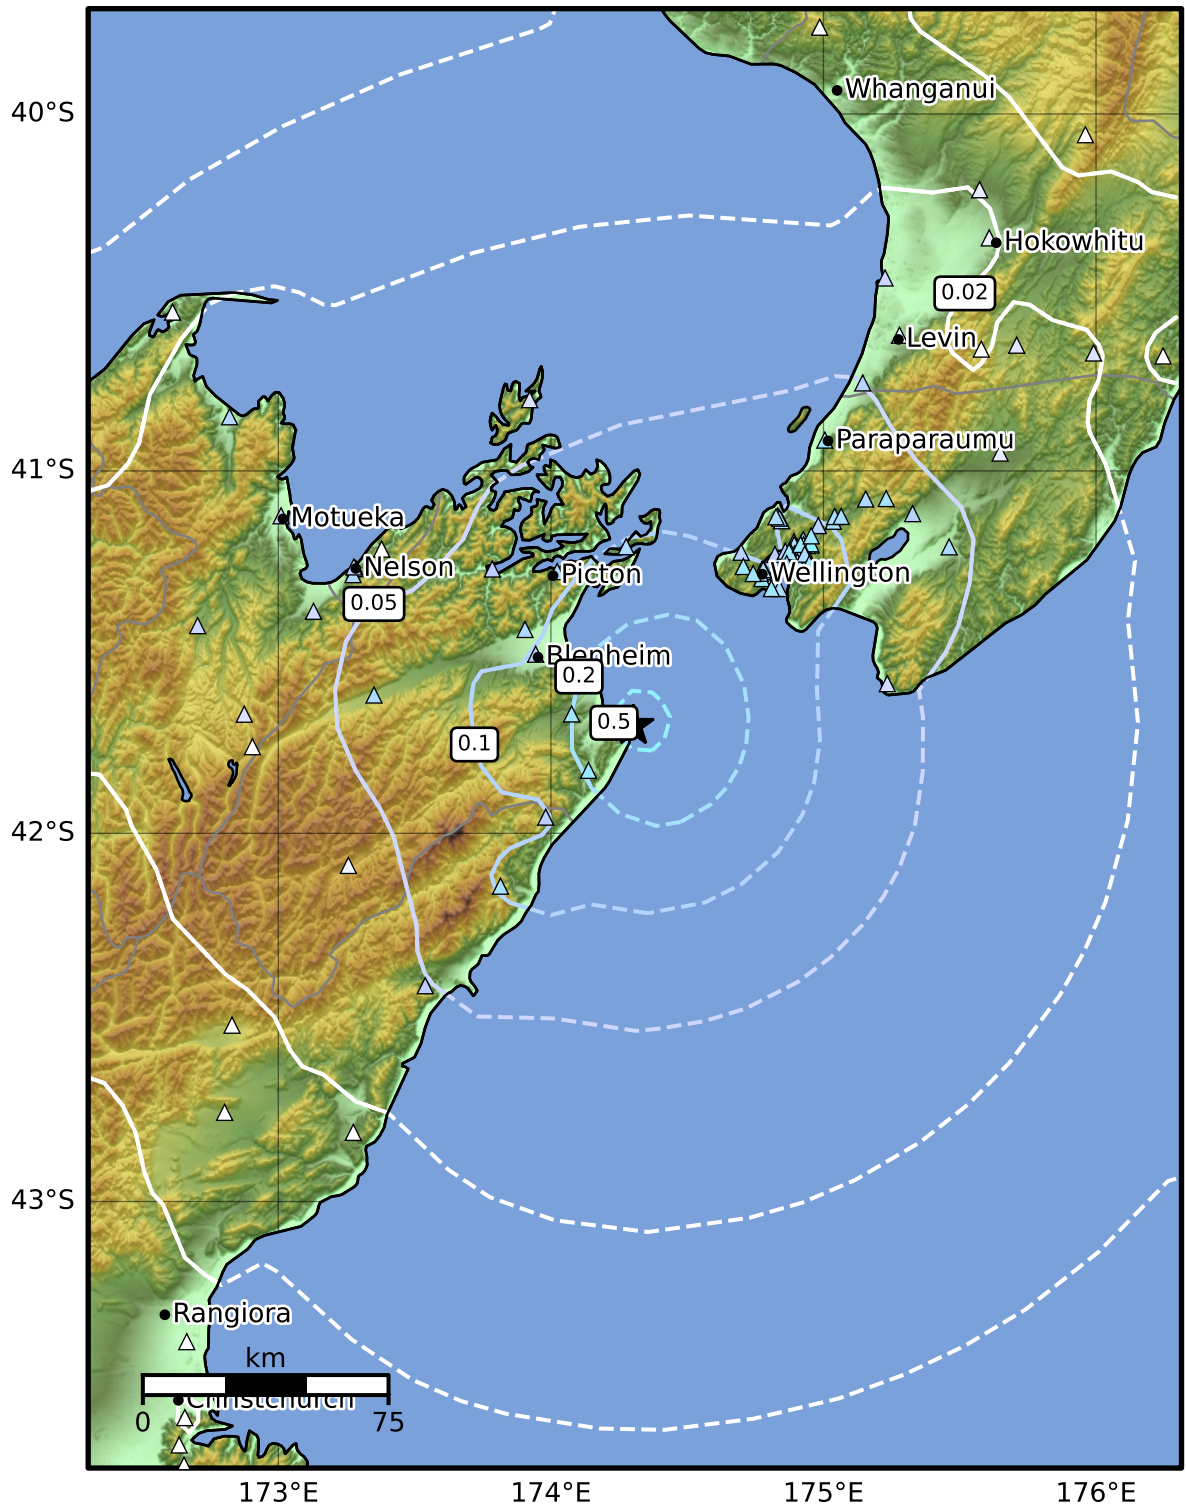 Whanganui
40°S
Hokowhitu
0.02
Levin
Paraparaumu
41°S
Motueka
Nelson
Picton
Wellington
0.05
Blenheim
0.2
0.5
0.1
42°S
43°S
Rangiora
km
Christchurch
0 75
173°E 174°E 175°E 176°E